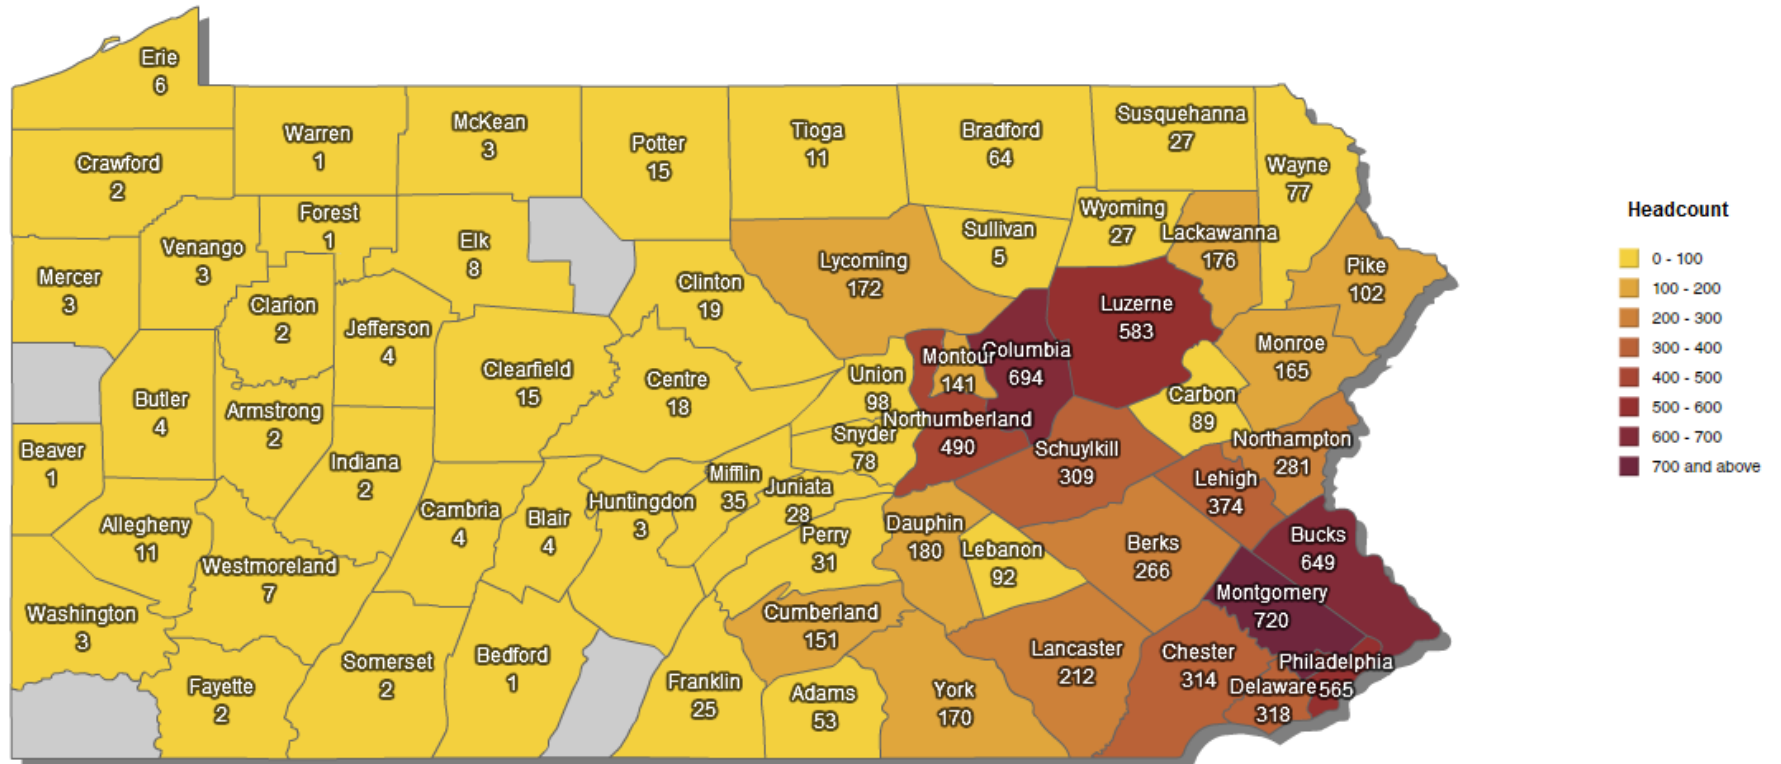 Erie
6
Crawford
2
Warren
1
McKean
3
Potter
15
Tioga
11
Bradford
64
Susquehanna
27
Wayne
77
Mercer
3
Venango
3
Forest
1
Elk
8
Clinton
19
Lycoming
172
Sullivan
5
Wyoming
27
Lackawanna
176
Pike
102
Clarion
2
Jefferson
4
Clearfield
15
Centre
18
Union
98
Montour
141
Columbia
694
Luzerne
583
Monroe
165
Carbon
89
Butler
4
Armstrong
2
Beaver
1
Indiana
2
Snyder
78
Northumberland
490
Schuylkill
309
Northampton
281
Lehigh
374
Allegheny
11
Westmoreland
7
Cambria
4
Blair
4
Huntingdon
3
Mifflin
35
Juniata
28
Perry
31
Dauphin
180
Lebanon
92
Berks
266
Bucks
649
Montgomery
720
Washington
3
Fayette
2
Somerset
2
Bedford
1
Franklin
25
Cumberland
151
Adams
53
York
170
Lancaster
212
Chester
314
Delaware
318
Philadelphia
565
Headcount
0 - 100
100 - 200
200 - 300
300 - 400
400 - 500
500 - 600
600 - 700
700 and above